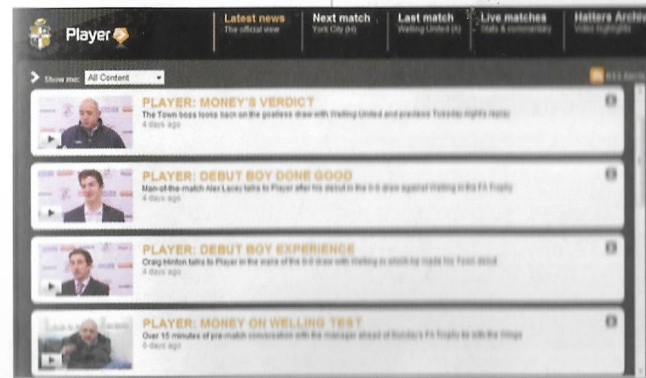 Player
Latest news
The official view
Next match
York City (H)
Last match
Welling United (A)
Live matches
Stats & commentary
Hatters Archive
Video highlights
Show me: All Content
RSS Alerts
PLAYER: MONEY'S VERDICT
The Town boss looks back on the goalless draw with Welling United and previews Tuesday night's replay
4 days ago
PLAYER: DEBUT BOY DONE GOOD
Man-of-the-match Alex Lacey talks to Player after his debut in the 0-0 draw against Welling in the FA Trophy
4 days ago
PLAYER: DEBUT BOY EXPERIENCE
Craig Hinton talks to Player in the wake of the 0-0 draw with Welling in which he made his Town debut
4 days ago
PLAYER: MONEY ON WELLING TEST
Over 15 minutes of pre-match conversation with the manager ahead of Sunday's FA Trophy tie with the Wings
6 days ago